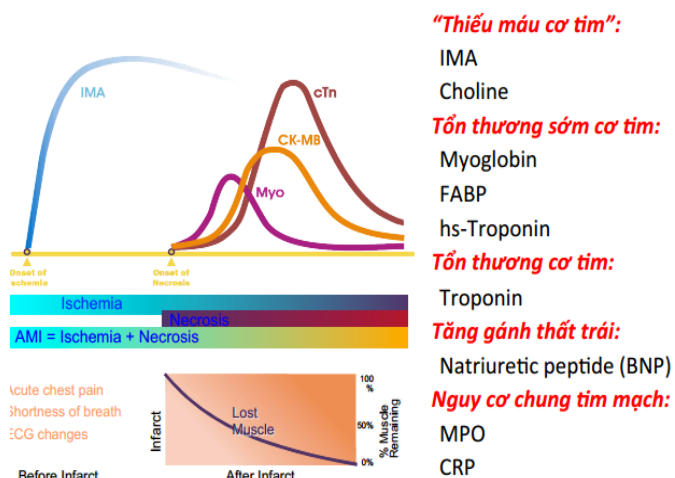 IMA
cTn
CK-MB
Myo
Onset of
Ischemia
Onset of
Necrosis
Ischemia
Necrosis
AMI = Ischemia + Necrosis
Acute chest pain
Shortness of breath
ECG changes
Before Infarct
Infarct
Lost
Muscle
100
%
50%
0%
% Muscle
Remaining
After Infarct
“Thiếu máu cơ tim”:
IMA
Choline
Tổn thương sớm cơ tim:
Myoglobin
FABP
hs-Troponin
Tổn thương cơ tim:
Troponin
Tăng gánh thất trái:
Natriuretic peptide (BNP)
Nguy cơ chung tim mạch:
MPO
CRP